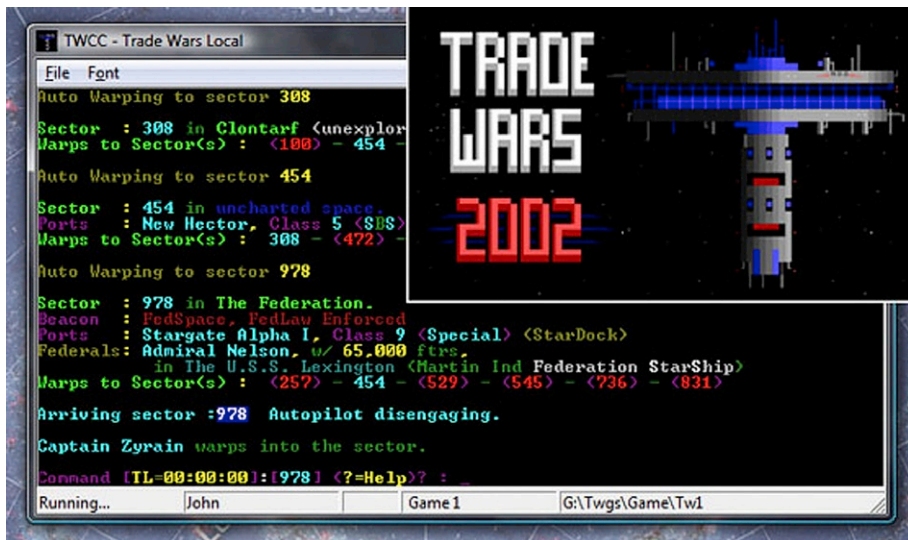 TWCC - Trade Wars Local
File Font
Auto Warping to sector 308
Sector : 308 in Clontarf (unexplor
Warps to Sector(s) : (100) - 454 -
Auto Warping to sector 454
Sector : 454 in uncharted space.
Ports : New Hector, Class 5 (SBS)
Warps to Sector(s) : 308 - (472) -
Auto Warping to sector 978
Sector : 978 in The Federation.
Beacon : FedSpace, FedLaw Enforced
Ports : Stargate Alpha I, Class 9 (Special) (StarDock)
Federals: Admiral Nelson, w/ 65,000 ftrs,
in The U.S.S. Lexington (Martin Ind Federation StarShip)
Warps to Sector(s) : (257) - 454 - (529) - (545) - (736) - (831)
Arriving sector :978 Autopilot disengaging.
Captain Zyrain warps into the sector.
Command [TL=00:00:00]:[978] (?=Help)? : _
Running... John Game 1 G:\Twgs\Game\Tw1
TRADE
WARS
2002